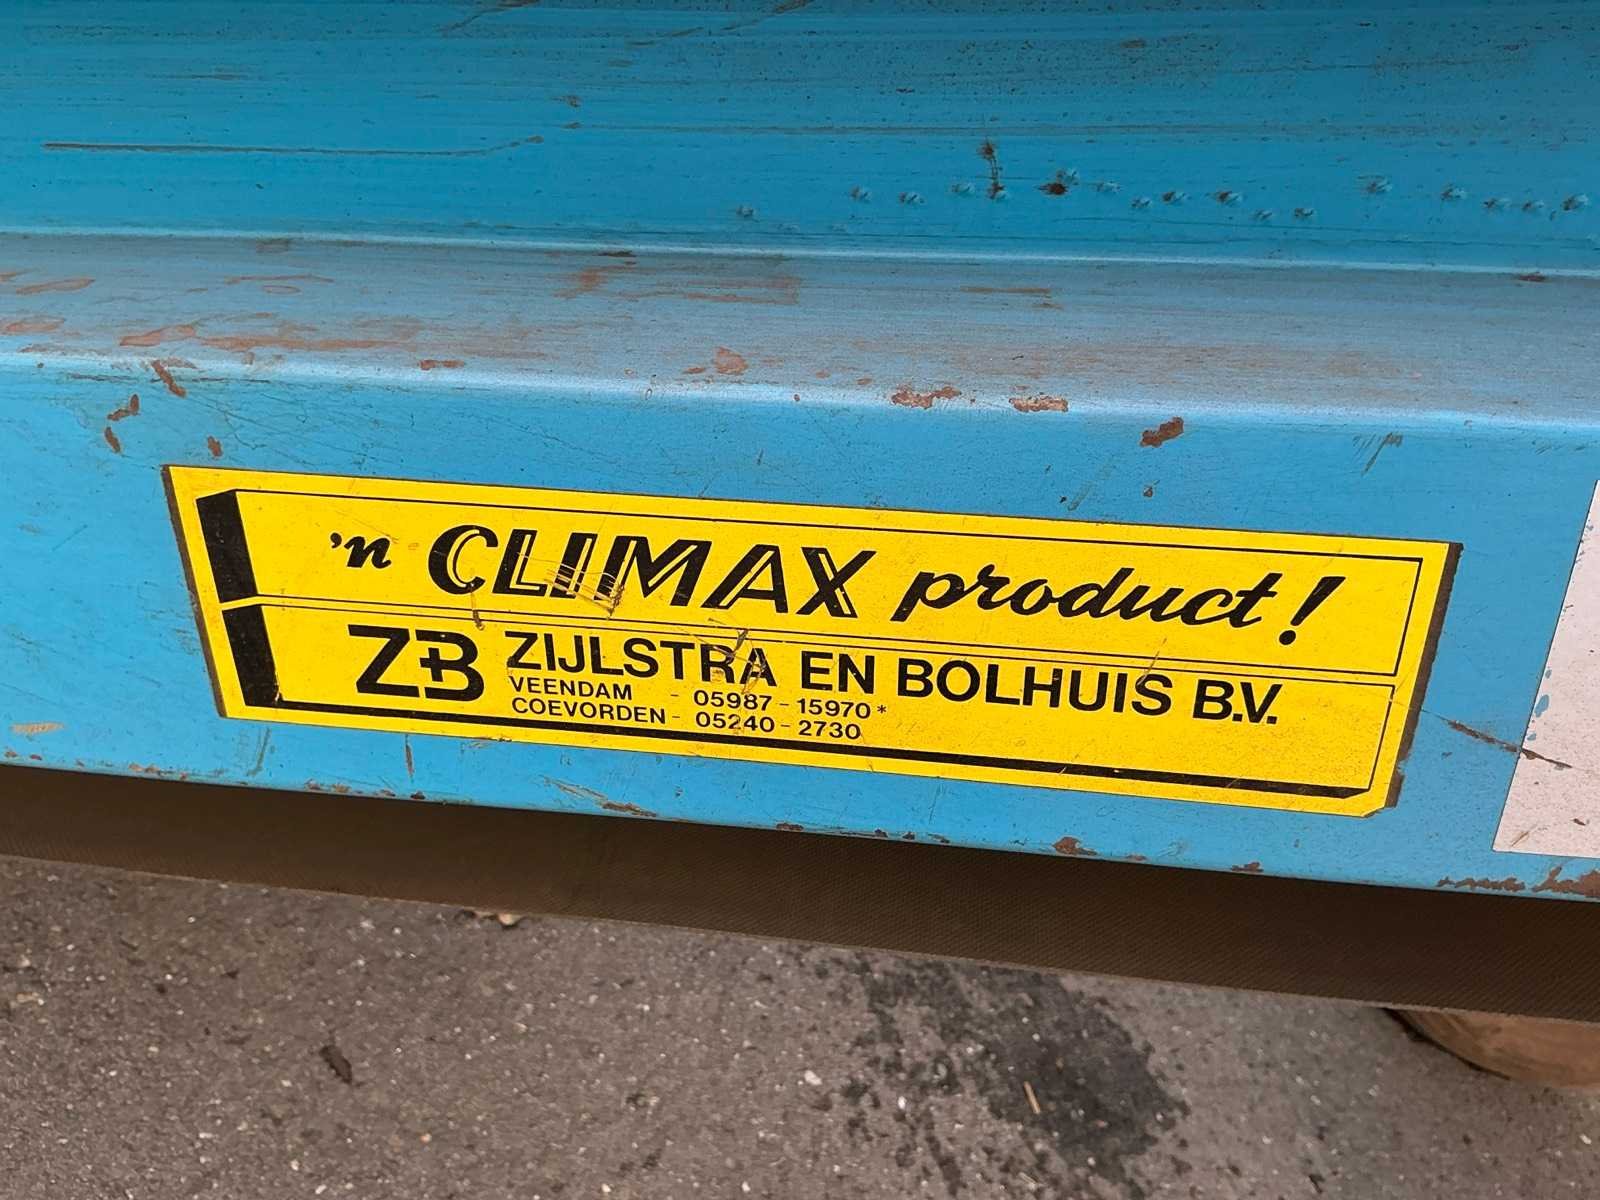 'n CLIMAX product!
ZB ZIJLSTRA EN BOLHUIS B.V.
VEENDAM - 05987 - 15970*
COEVORDEN - 05240 - 2730